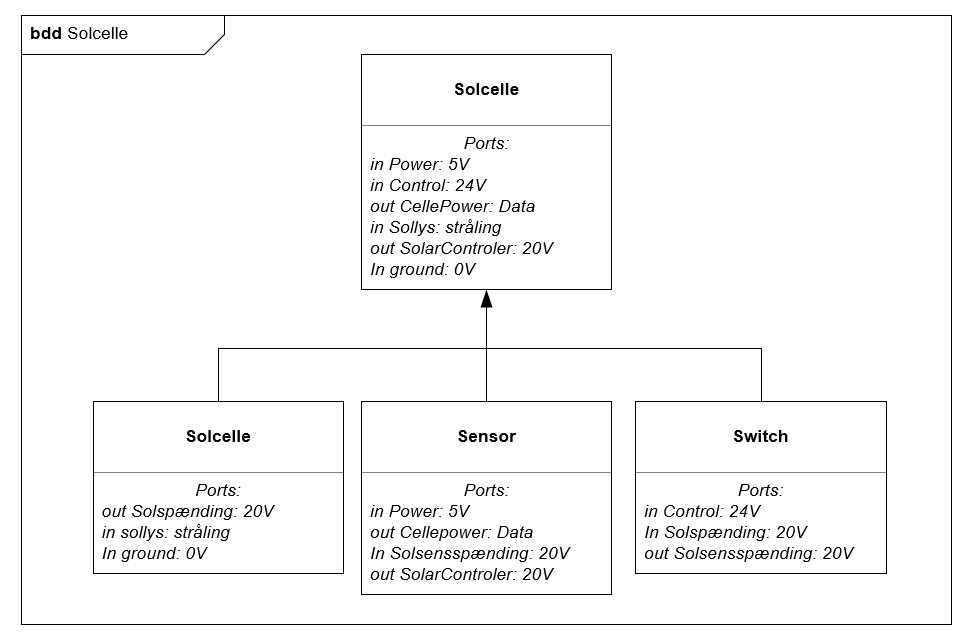 bdd Solcelle
Solcelle
Ports:
in Power: 5V
in Control: 24V
out CellePower: Data
in Sollys: stråling
out SolarControler: 20V
In ground: 0V
Solcelle
Ports:
out Solspænding: 20V
in sollys: stråling
In ground: 0V
Sensor
Ports:
in Power: 5V
out Cellepower: Data
In Solsensspænding: 20V
out SolarControler: 20V
Switch
Ports:
in Control: 24V
In Solspænding: 20V
out Solsensspænding: 20V